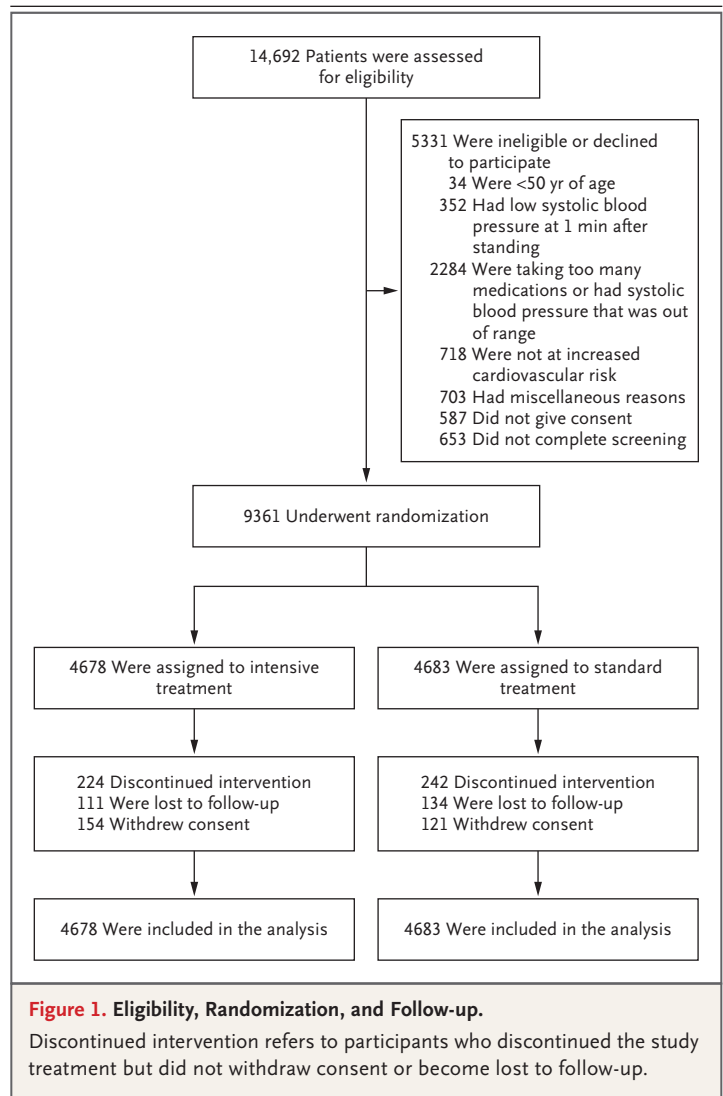 14,692 Patients were assessed
for eligibility
5331 Were ineligible or declined
to participate
34 Were <50 yr of age
352 Had low systolic blood
pressure at 1 min after
standing
2284 Were taking too many
medications or had systolic
blood pressure that was out
of range
718 Were not at increased
cardiovascular risk
703 Had miscellaneous reasons
587 Did not give consent
653 Did not complete screening
9361 Underwent randomization
4678 Were assigned to intensive
treatment
4683 Were assigned to standard
treatment
224 Discontinued intervention
111 Were lost to follow-up
154 Withdrew consent
242 Discontinued intervention
134 Were lost to follow-up
121 Withdrew consent
4678 Were included in the analysis
4683 Were included in the analysis
Figure 1. Eligibility, Randomization, and Follow-up.
Discontinued intervention refers to participants who discontinued the study
treatment but did not withdraw consent or become lost to follow-up.